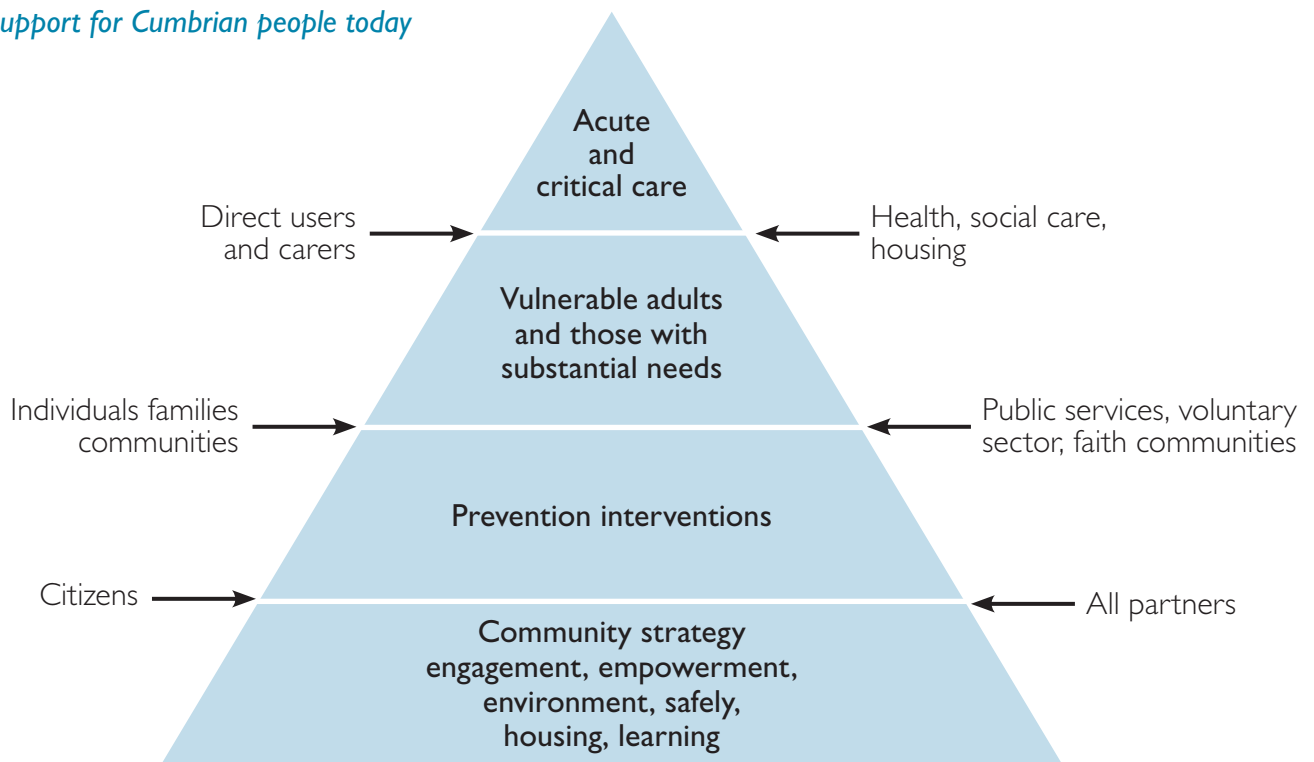 upport for Cumbrian people today
Acute
and
critical care
Direct users
and carers
Health, social care,
housing
Vulnerable adults
and those with
substantial needs
Individuals families
communities
Public services, voluntary
sector, faith communities
Prevention interventions
Citizens
All partners
Community strategy
engagement, empowerment,
environment, safely,
housing, learning